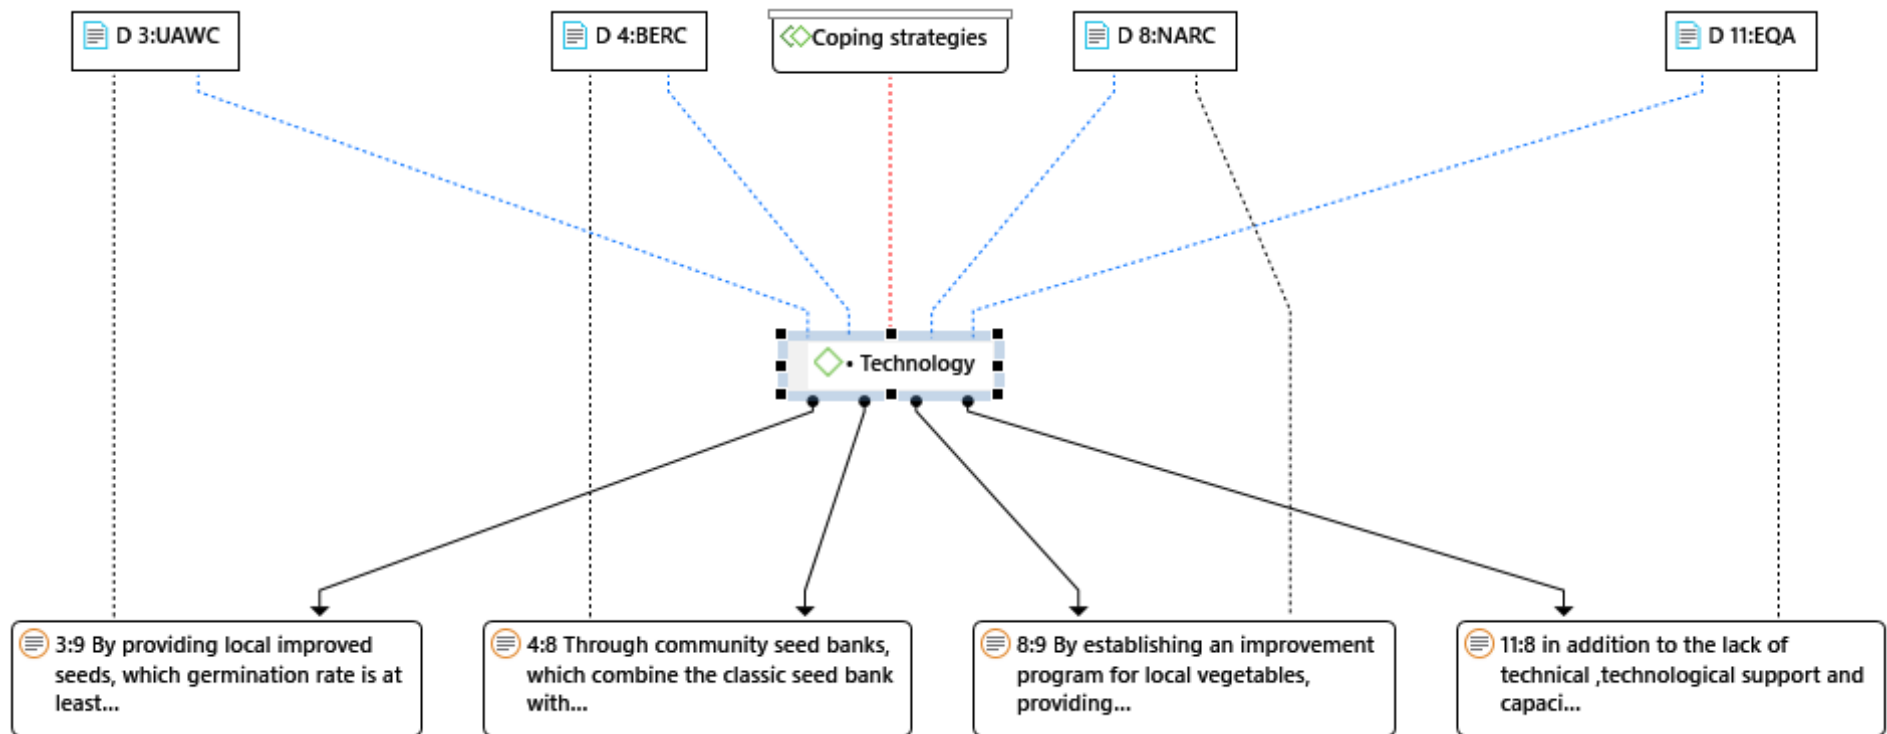 D 3:UAWC
D 4:BERC
Coping strategies
D 8:NARC
D 11:EQA
• Technology
3:9 By providing local improved
seeds, which germination rate is at
least...
4:8 Through community seed banks,
which combine the classic seed bank
with...
8:9 By establishing an improvement
program for local vegetables,
providing...
11:8 in addition to the lack of
technical ,technological support and
capaci...